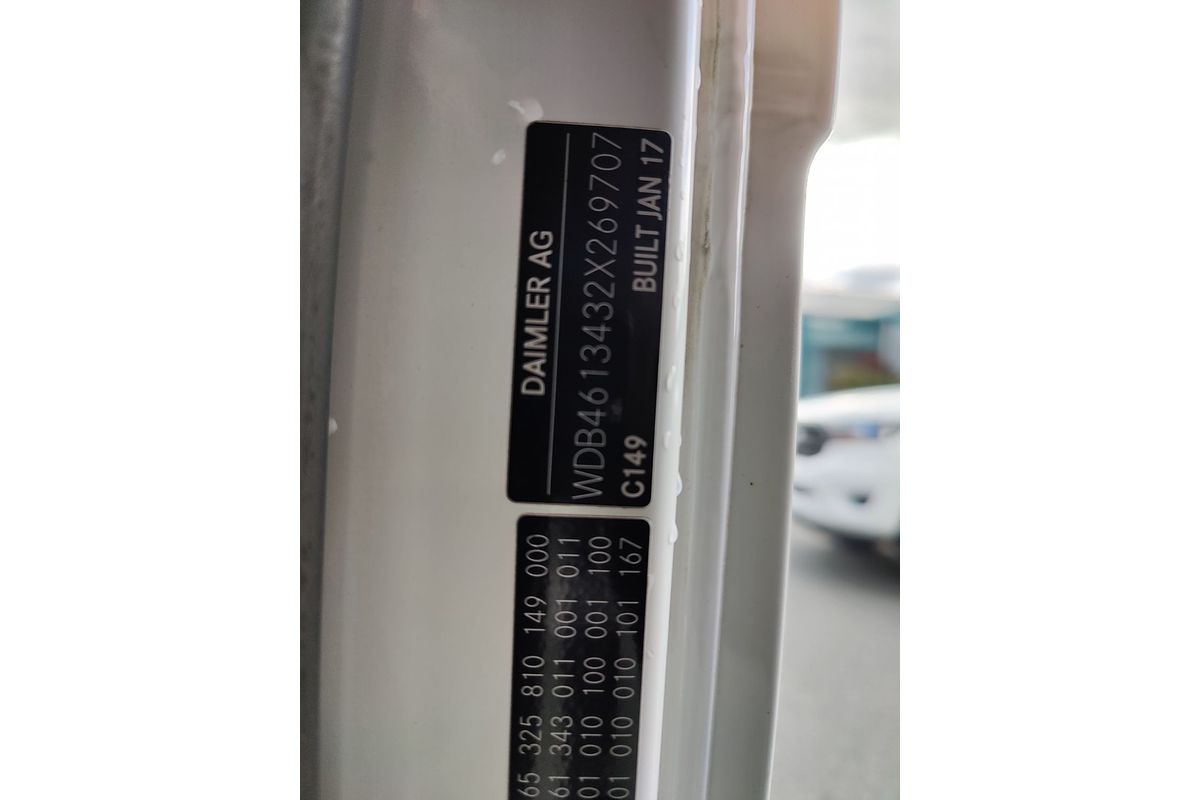 DAIMLER AG
WDB4613432X269707
C149 BUILT JAN 17
65 325 810 149 000
61 343 011 001 011
01 010 100 001 100
01 010 010 101 167